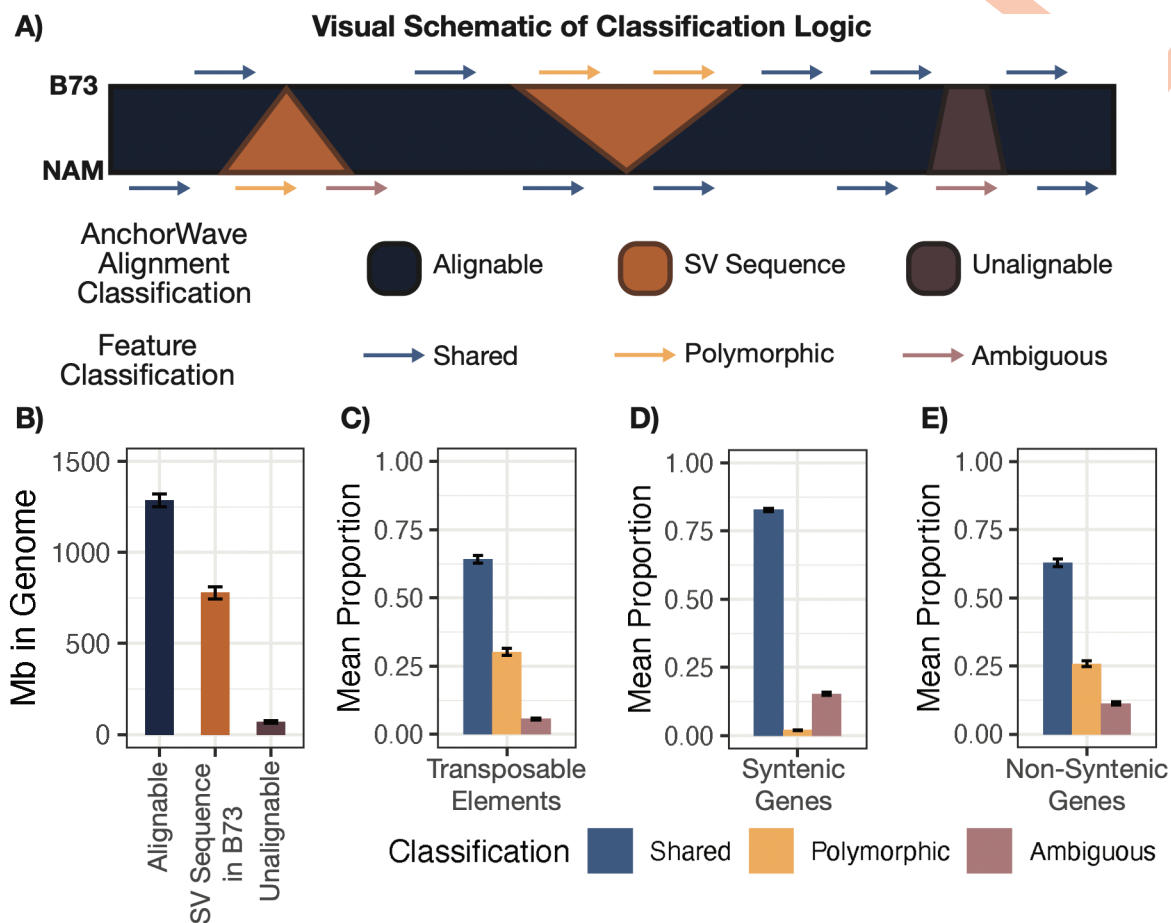 A)
Visual Schematic of Classification Logic
B73
NAM
AnchorWave
Alignment
Classification
Alignable
SV Sequence
Unalignable
Feature
Classification
Shared
Polymorphic
Ambiguous
B)
Mb in Genome
1500
1000
500
0
Alignable
SV Sequence
in B73
Unalignable
C)
Mean Proportion
1.00
0.75
0.50
0.25
0.00
Transposable
Elements
D)
Mean Proportion
1.00
0.75
0.50
0.25
0.00
Syntenic
Genes
E)
Mean Proportion
1.00
0.75
0.50
0.25
0.00
Non-Syntenic
Genes
Classification
Shared
Polymorphic
Ambiguous